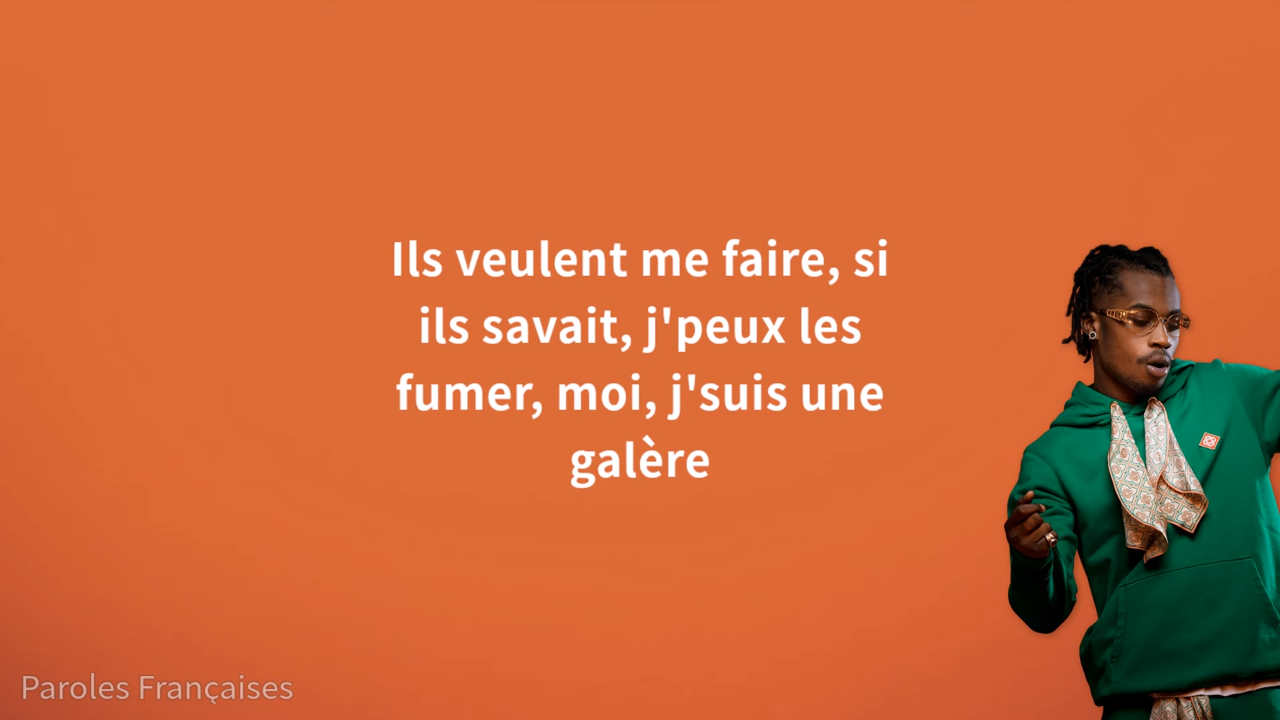 Ils veulent me faire, si
ils savait, j'peux les
fumer, moi, j'suis une
galère
Paroles Françaises